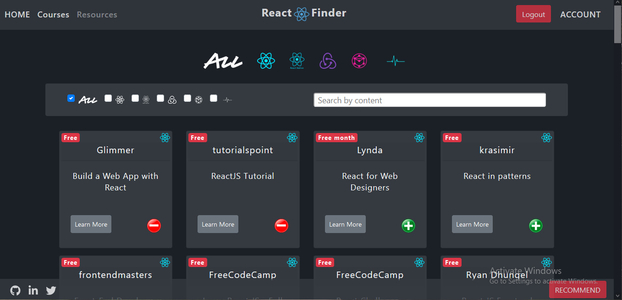 HOME Courses Resources React Finder Logout ACCOUNT
ALL
ALL Search by content
Free Free Free month Free
Glimmer tutorialspoint Lynda krasimir
Build a Web App with React ReactJS Tutorial React for Web Designers React in patterns
Learn More Learn More Learn More Learn More
Free Free Free Free
frontendmasters FreeCodeCamp FreeCodeCamp Ryan Dhungel
Activate Windows
Go to Settings to activate Windows.
RECOMMEND